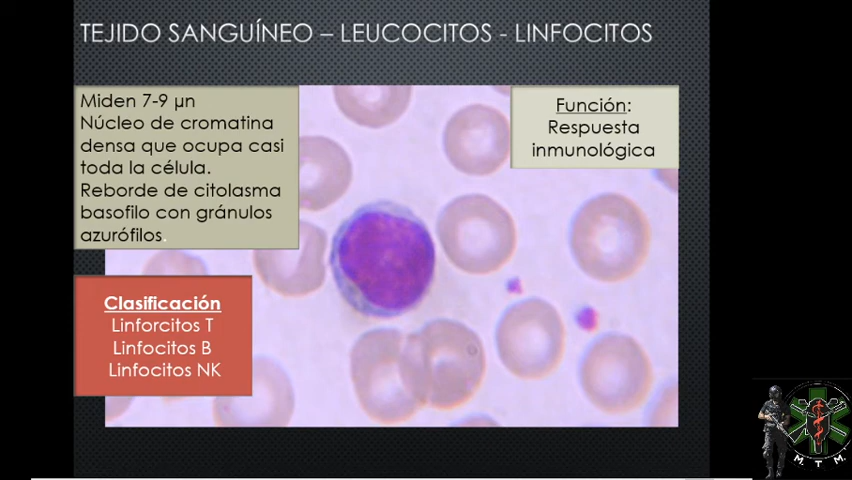 TEJIDO SANGUÍNEO – LEUCOCITOS - LINFOCITOS
Miden 7-9 µn
Núcleo de cromatina
densa que ocupa casi
toda la célula.
Reborde de citolasma
basofilo con gránulos
azurófilos.
Función:
Respuesta
inmunológica
Clasificación
Linforcitos T
Linfocitos B
Linfocitos NK
M. T M.